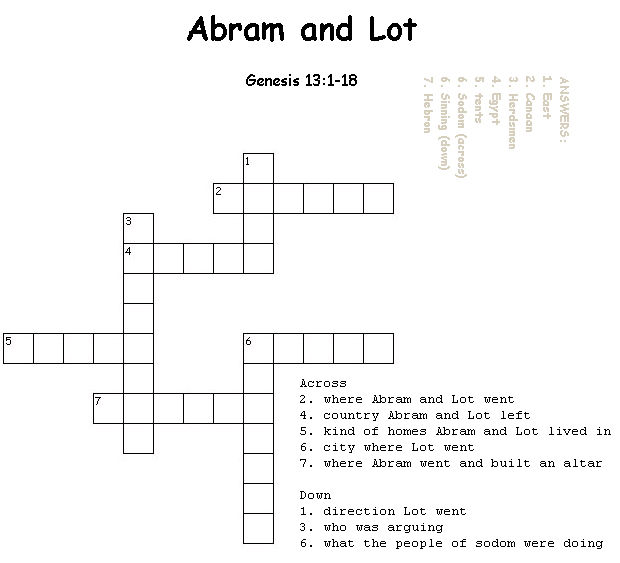 Abram and Lot
Genesis 13:1-18
ANSWERS:
1. East
2. Canaan
3. Herdsmen
4. Egypt
5. tents
6. Sodom (across)
6. Sinning (down)
7. Hebron
1
2
3
4
5
6
7
Across
2. where Abram and Lot went
4. country Abram and Lot left
5. kind of homes Abram and Lot lived in
6. city where Lot went
7. where Abram went and built an altar
Down
1. direction Lot went
3. who was arguing
6. what the people of sodom were doing